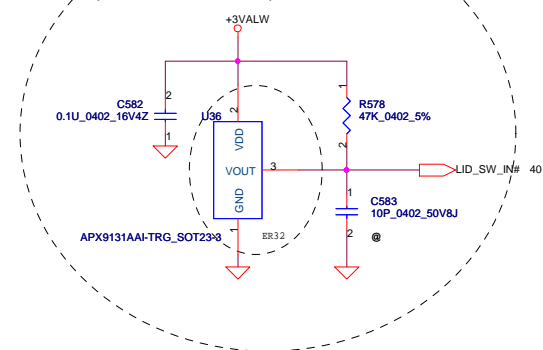 +3VALW
C582
0.1U_0402_16V4Z
2
1
U36
2
VDD
VOUT
GND
3
1
APX9131AAI-TRG_SOT23-3
ER32
1
R578
47K_0402_5%
2
LID_SW_IN# 40
1
C583
10P_0402_50V8J
2
@